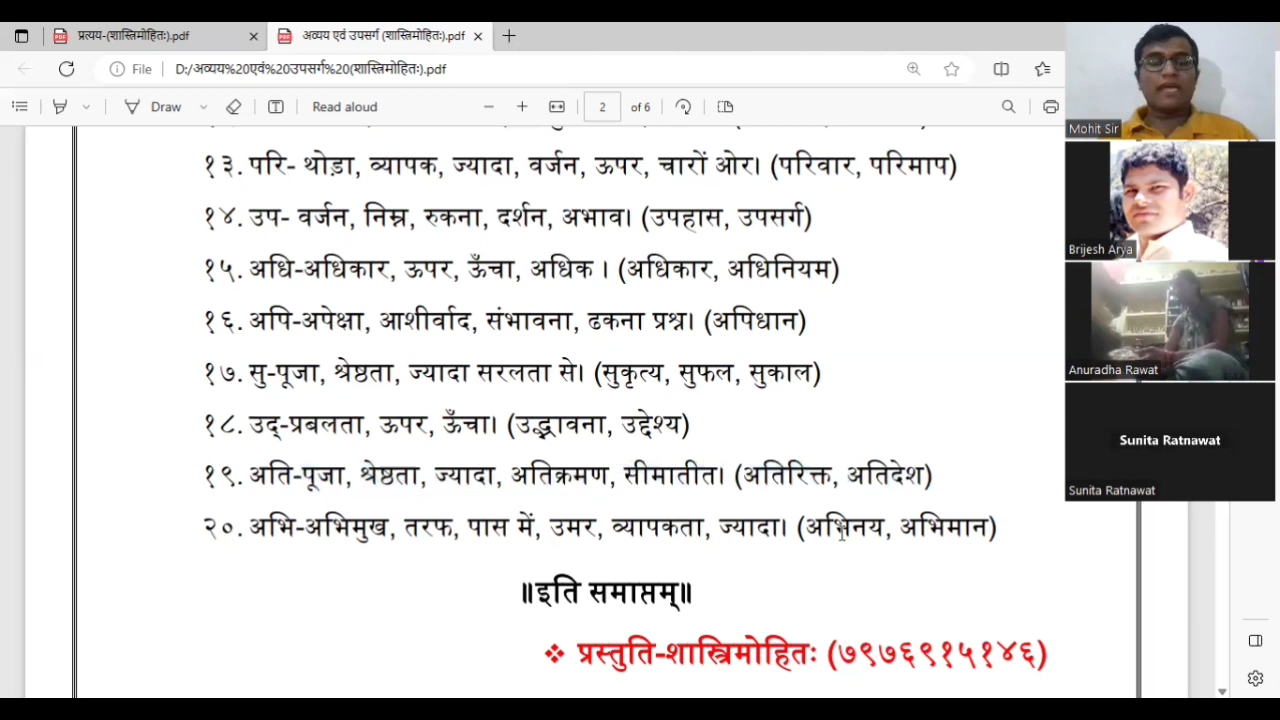 प्रत्यय-(शास्त्रिमोहितः).pdf
अव्यय एवं उपसर्ग (शास्त्रिमोहितः).pdf
File
D:/अव्यय%20एवं%20उपसर्ग%20(शास्त्रिमोहितः).pdf
Draw
Read aloud
2
of 6
१३. परि- थोड़ा, व्यापक, ज्यादा, वर्जन, ऊपर, चारों ओर। (परिवार, परिमाप)
१४. उप- वर्जन, निम्न, रुकना, दर्शन, अभाव। (उपहास, उपसर्ग)
१५. अधि-अधिकार, ऊपर, ऊँचा, अधिक । (अधिकार, अधिनियम)
१६. अपि-अपेक्षा, आशीर्वाद, संभावना, ढकना प्रश्न। (अपिधान)
१७. सु-पूजा, श्रेष्ठता, ज्यादा सरलता से। (सुकृत्य, सुफल, सुकाल)
१८. उद्-प्रबलता, ऊपर, ऊँचा। (उद्भावना, उद्देश्य)
१९. अति-पूजा, श्रेष्ठता, ज्यादा, अतिक्रमण, सीमातीत। (अतिरिक्त, अतिदेश)
२०. अभि-अभिमुख, तरफ, पास में, उमर, व्यापकता, ज्यादा। (अभिनय, अभिमान)
॥इति समाप्तम्॥
❖ प्रस्तुति-शास्त्रिमोहितः (७९७६९१५१४६)
Mohit Sir
Brijesh Arya
Anuradha Rawat
Sunita Ratnawat
Sunita Ratnawat